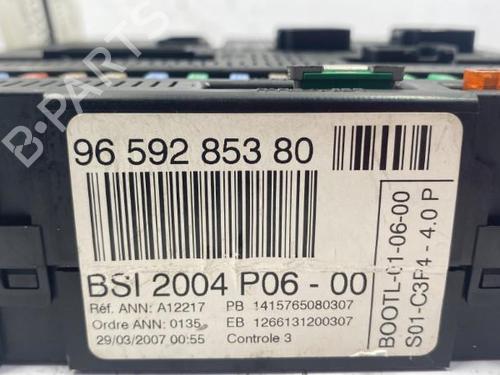 B-PARTS
96 592 853 80
BSI 2004 P06 - 00
Réf. ANN: A12217 PB 1415765080307
Ordre ANN: 0135 EB 1266131200307
29/03/2007 00:55 Controle 3
BOOTL-01-06-00
S01-C3P4 - 4.0 P